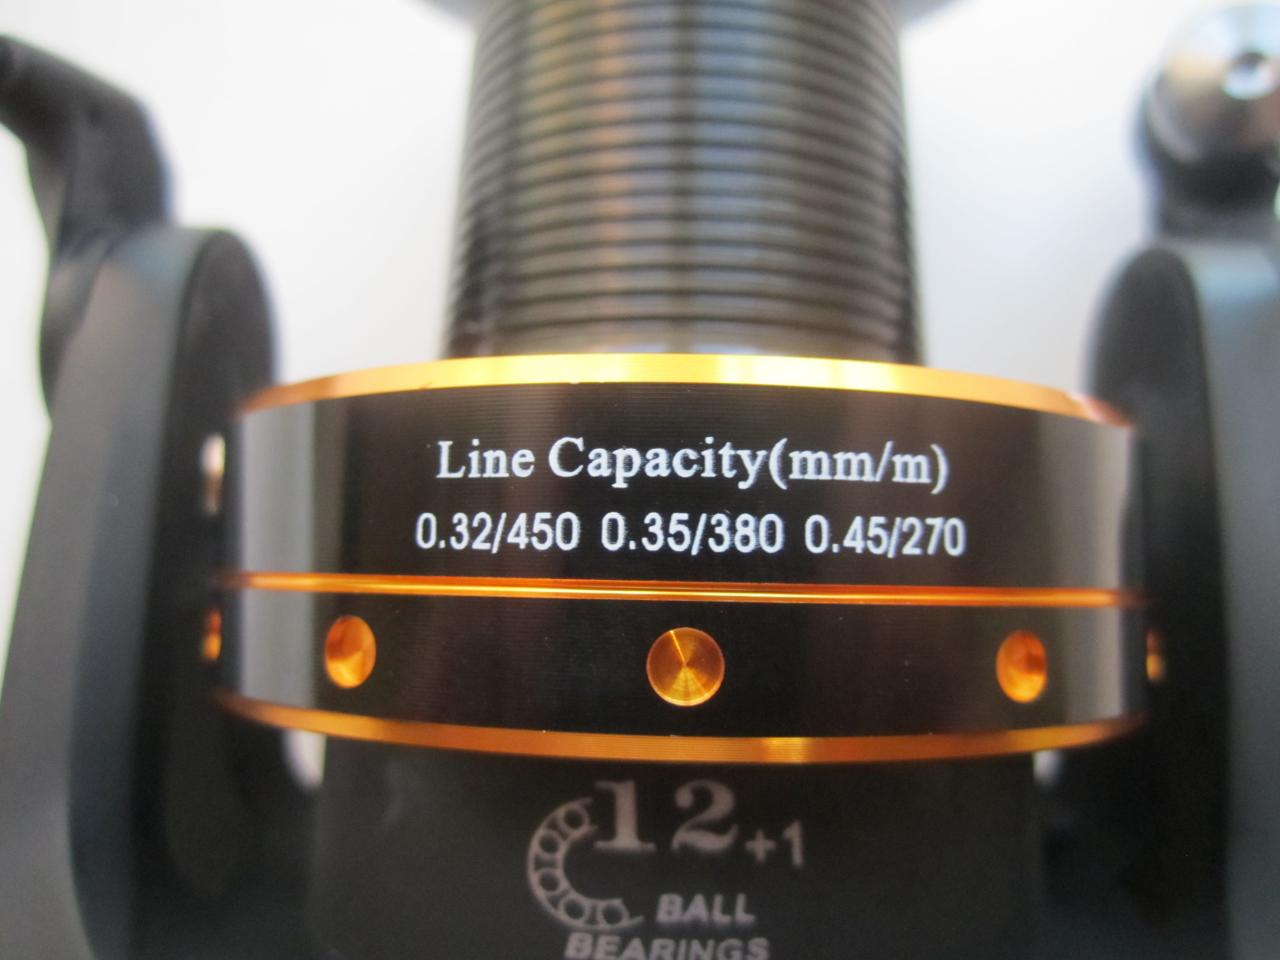 Line Capacity(mm/m)
0.32/450 0.35/380 0.45/270
12+1
BALL
BEARINGS